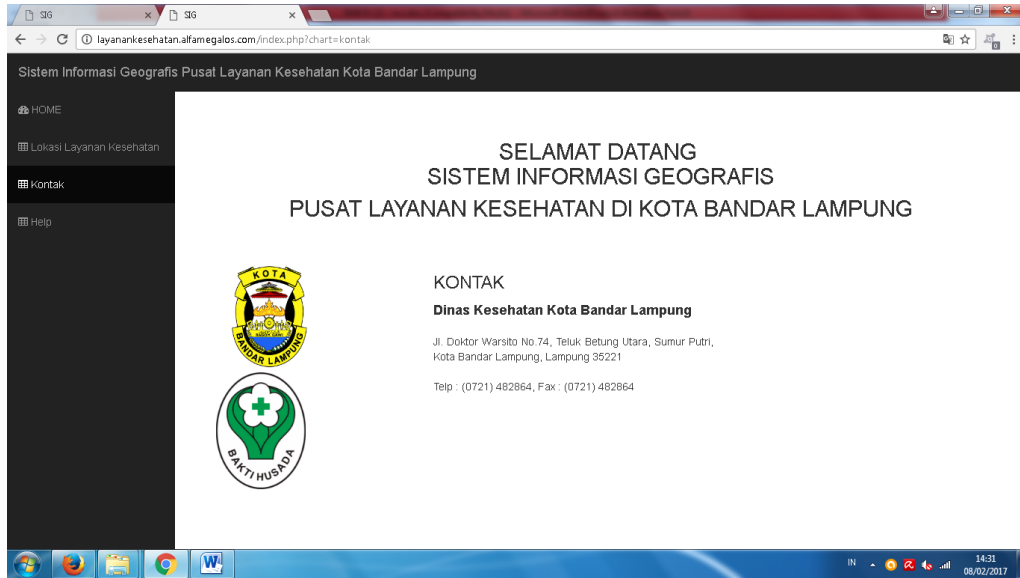 SIG
SIG
layanankesehatan.alfamegalos.com/index.php?chart=kontak
Sistem Informasi Geografis Pusat Layanan Kesehatan Kota Bandar Lampung
HOME
Lokasi Layanan Kesehatan
Kontak
Help
SELAMAT DATANG
SISTEM INFORMASI GEOGRAFIS
PUSAT LAYANAN KESEHATAN DI KOTA BANDAR LAMPUNG
KOTA
BANDAR LAMPUNG
BAKTI HUSADA
KONTAK
Dinas Kesehatan Kota Bandar Lampung
Jl. Doktor Warsito No.74, Teluk Betung Utara, Sumur Putri,
Kota Bandar Lampung, Lampung 35221
Telp : (0721) 482864, Fax : (0721) 482864
IN
14:31
08/02/2017